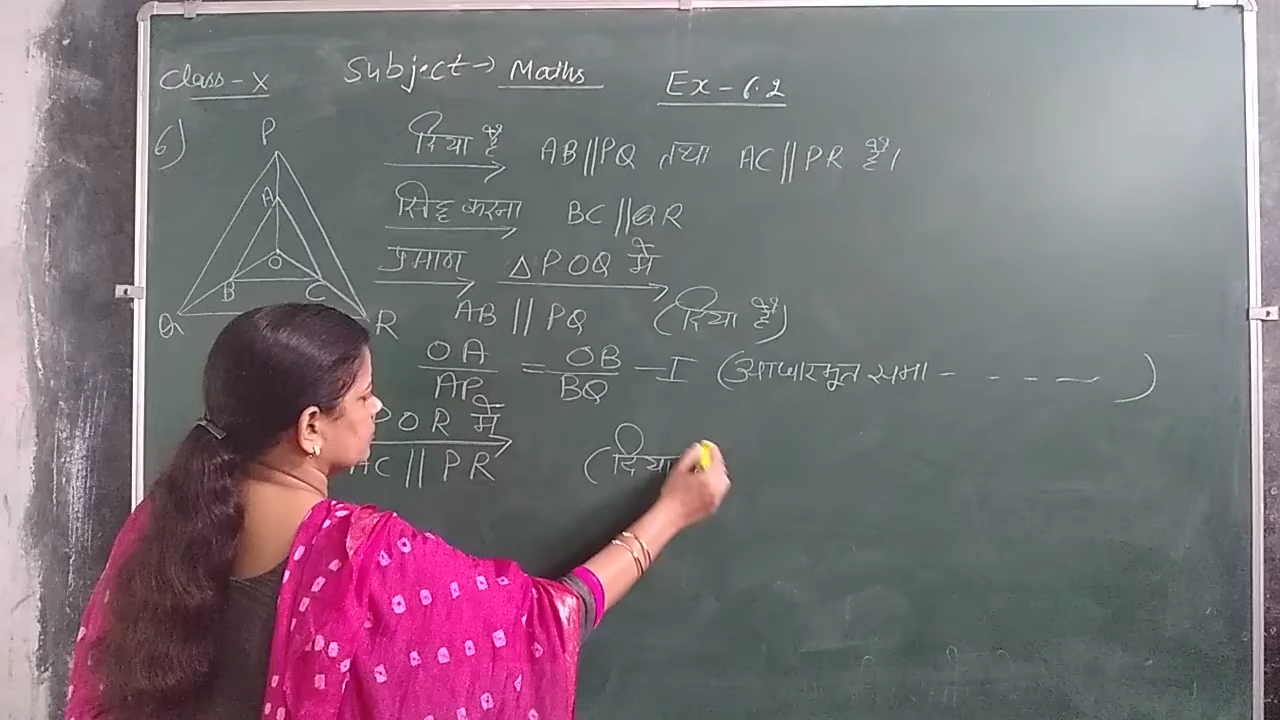 Class - X Subject → Maths Ex - 6.2
6)
P
A
O
B C
Q R
दिया है AB || PQ तथा AC || PR है।
सिद्ध करना BC || QR
प्रमाण △POQ में
AB || PQ (दिया है)
OA/AP = OB/BQ — I (आधारभूत समा - - - - —)
POR में
AC || PR (दिया